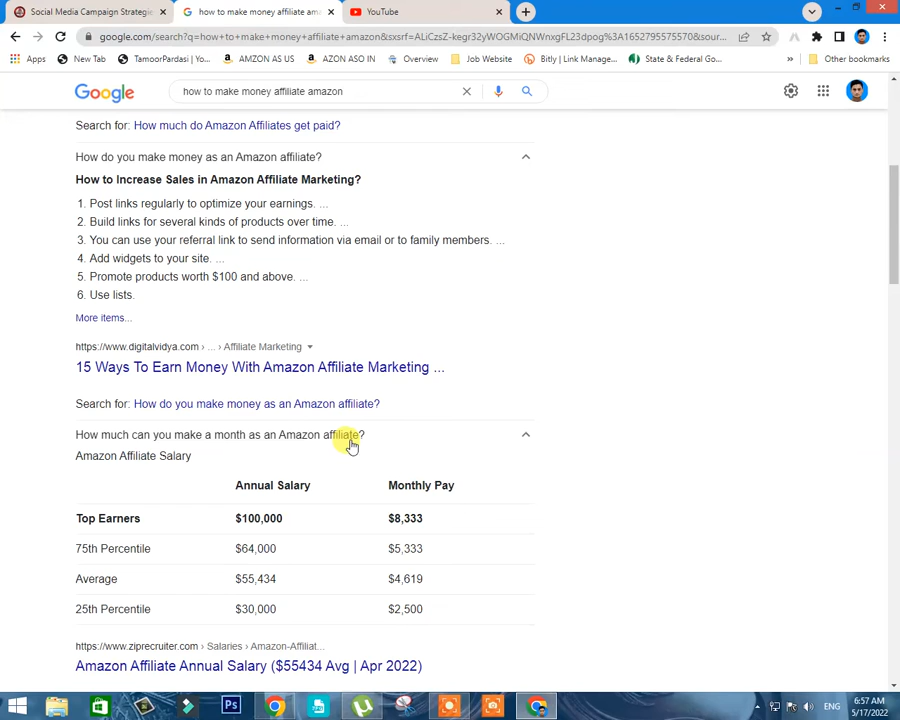 Social Media Campaign Strategie
how to make money affiliate ama
YouTube
google.com/search?q=how+to+make+money+affiliate+amazon&sxsrf=ALiCzsZ-kegr32yWOGMiQNWnxgFL23dpog%3A1652795575570&sour...
Apps
New Tab
TamoorPardasi | Yo...
AMZON AS US
AZON ASO IN
Overview
Job Website
Bitly | Link Manage...
State & Federal Go...
»
Other bookmarks
Google
how to make money affiliate amazon
Search for: How much do Amazon Affiliates get paid?
How do you make money as an Amazon affiliate?
How to Increase Sales in Amazon Affiliate Marketing?
1. Post links regularly to optimize your earnings. ...
2. Build links for several kinds of products over time. ...
3. You can use your referral link to send information via email or to family members. ...
4. Add widgets to your site. ...
5. Promote products worth $100 and above. ...
6. Use lists.
More items...
https://www.digitalvidya.com › ... › Affiliate Marketing
15 Ways To Earn Money With Amazon Affiliate Marketing ...
Search for: How do you make money as an Amazon affiliate?
How much can you make a month as an Amazon affiliate?
Amazon Affiliate Salary
Annual Salary Monthly Pay
Top Earners $100,000 $8,333
75th Percentile $64,000 $5,333
Average $55,434 $4,619
25th Percentile $30,000 $2,500
https://www.ziprecruiter.com › Salaries › Amazon-Affiliat...
Amazon Affiliate Annual Salary ($55434 Avg | Apr 2022)
Ps
ENG
6:57 AM
5/17/2022